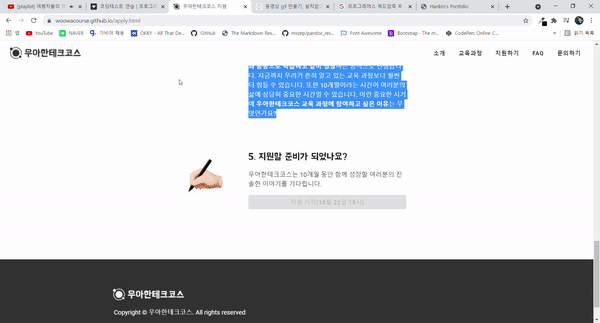 [playlist] 여행자들의
코딩테스트 연습 | 프로그래
우아한테크코스 지원
동영상 gif 만들기, 설치없
프로그래머스 쿼드압축 후
Hanbin's Portfolio
woowacourse.github.io/apply.html
앱 YouTube NAVER 가비아 채용 OKKY - All That De... GitHub The Markdown Re... mszeg/pandoc_res... Font Awesome Bootstrap · The m... CodePen: Online C... 읽기 목록
우아한테크코스 소개 교육과정 지원하기 FAQ 문의하기
다. 지금까지 우리가 흔히 알고 있는 교육 과정보다 훨씬
더 힘들 수 있습니다. 또한 10개월이라는 시간이 여러분의
삶에 상당히 중요한 시간일 수 있습니다. 이런 중요한 시기
에 우아한테크코스 교육 과정에 참여하고 싶은 이유는 무
엇인가요?
5. 지원할 준비가 되었나요?
우아한테크코스는 10개월 동안 함께 성장할 여러분의 진
솔한 이야기를 기다립니다.
지원 시작(10월 22일 15시)
우아한테크코스
Copyright © 우아한테크코스. All rights reserved